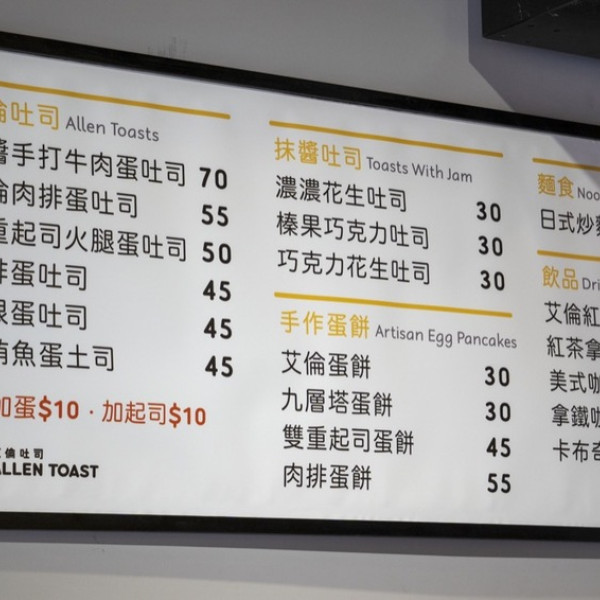 吐司 Allen Toasts
手打牛肉蛋吐司 70
肉排蛋吐司 55
重起司火腿蛋吐司 50
蛋吐司 45
蛋吐司 45
魚蛋土司 45
加蛋$10·加起司$10
倫吐司
ALLEN TOAST
抹醬吐司 Toasts With Jam
濃濃花生吐司 30
榛果巧克力吐司 30
巧克力花生吐司 30
手作蛋餅 Artisan Egg Pancakes
艾倫蛋餅 30
九層塔蛋餅 30
雙重起司蛋餅 45
肉排蛋餅 55
麵食
日式炒
飲品
艾倫紅
紅茶拿
美式咖
拿鐵咖
卡布奇